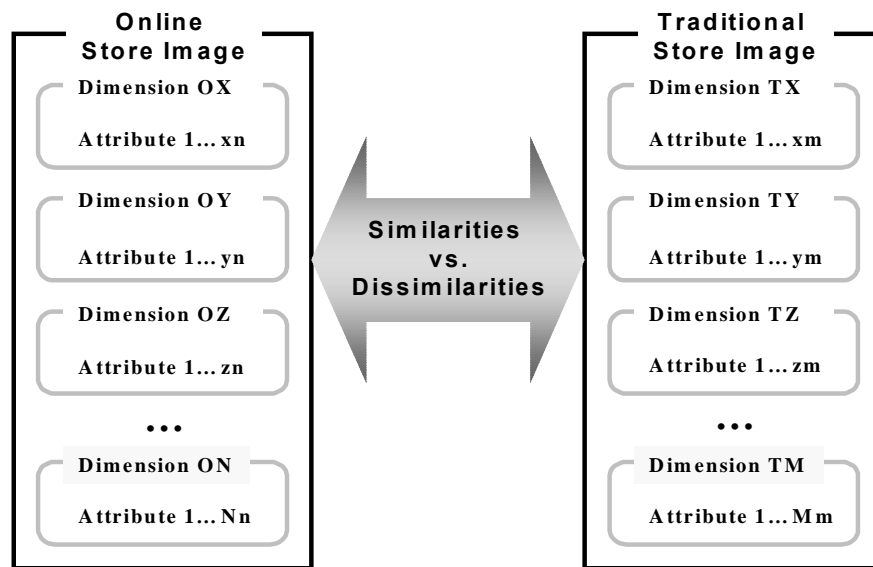 Online
Store Image
Dimension OX
Attribute 1...xn
Dimension OY
Attribute 1...yn
Dimension OZ
Attribute 1...zn
...
Dimension ON
Attribute 1...Nn
Similarities
vs.
Dissimilarities
Traditional
Store Image
Dimension TX
Attribute 1...xm
Dimension TY
Attribute 1...ym
Dimension TZ
Attribute 1...zm
...
Dimension TM
Attribute 1...Mm